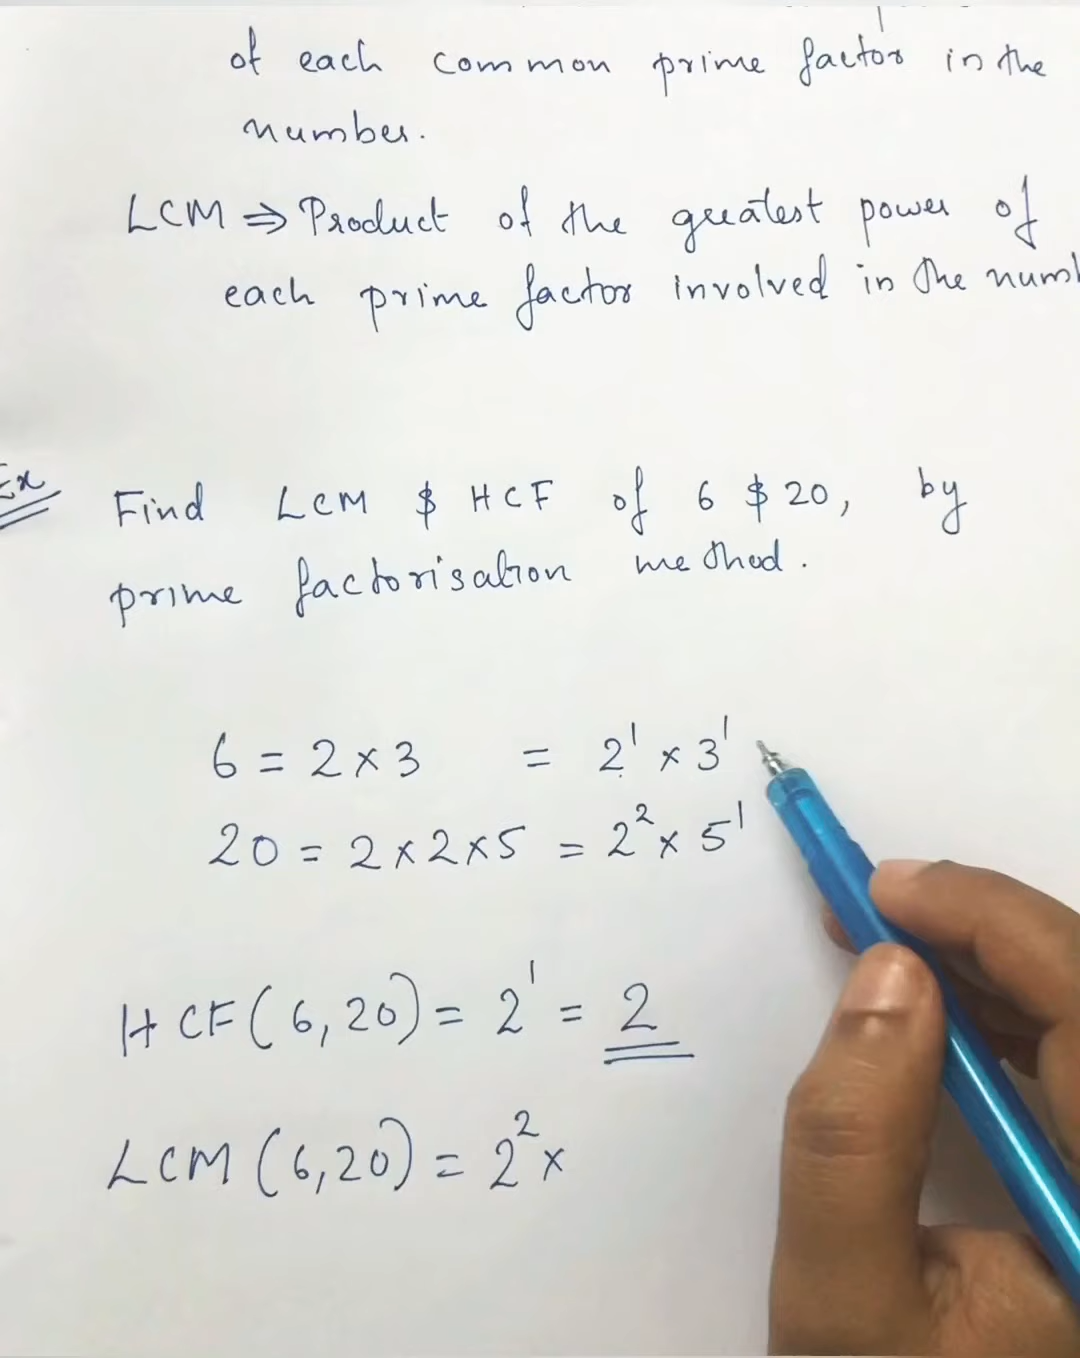 of each common prime factor in the
number.
LCM ⇒ Product of the greatest power of
each prime factor involved in the
Ex
Find LCM $ HCF of 6 $ 20, by
prime factorisation method.
6 = 2 × 3 = 2¹ × 3¹
20 = 2 × 2 × 5 = 2² × 5¹
HCF(6,20) = 2¹ = 2
LCM (6,20) = 2² ×